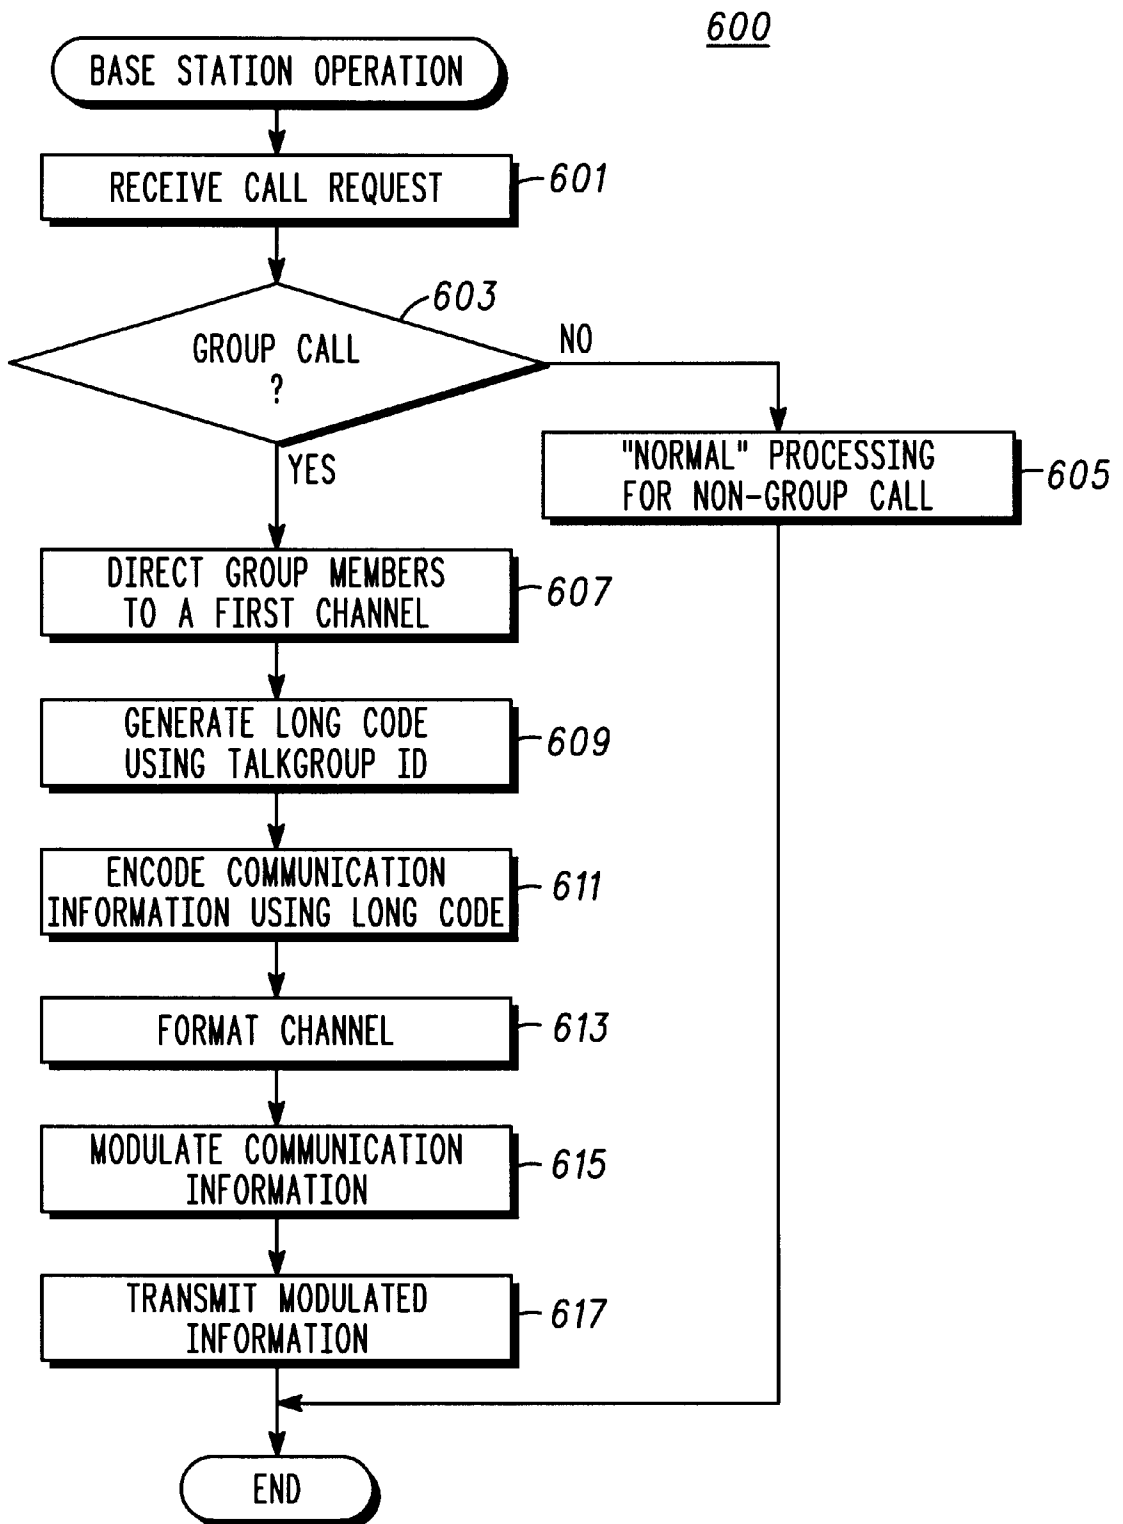 600
BASE STATION OPERATION
RECEIVE CALL REQUEST
601
603
GROUP CALL
?
NO
YES
"NORMAL" PROCESSING
FOR NON-GROUP CALL
605
DIRECT GROUP MEMBERS
TO A FIRST CHANNEL
607
GENERATE LONG CODE
USING TALKGROUP ID
609
ENCODE COMMUNICATION
INFORMATION USING LONG CODE
611
FORMAT CHANNEL
613
MODULATE COMMUNICATION
INFORMATION
615
TRANSMIT MODULATED
INFORMATION
617
END